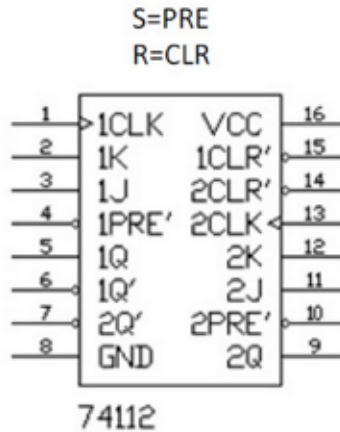 S=PRE
R=CLR
1 1CLK VCC 16
2 1K 1CLR' 15
3 1J 2CLR' 14
4 1PRE' 2CLK 13
5 1Q 2K 12
6 1Q' 2J 11
7 2Q' 2PRE' 10
8 GND 2Q 9
74112